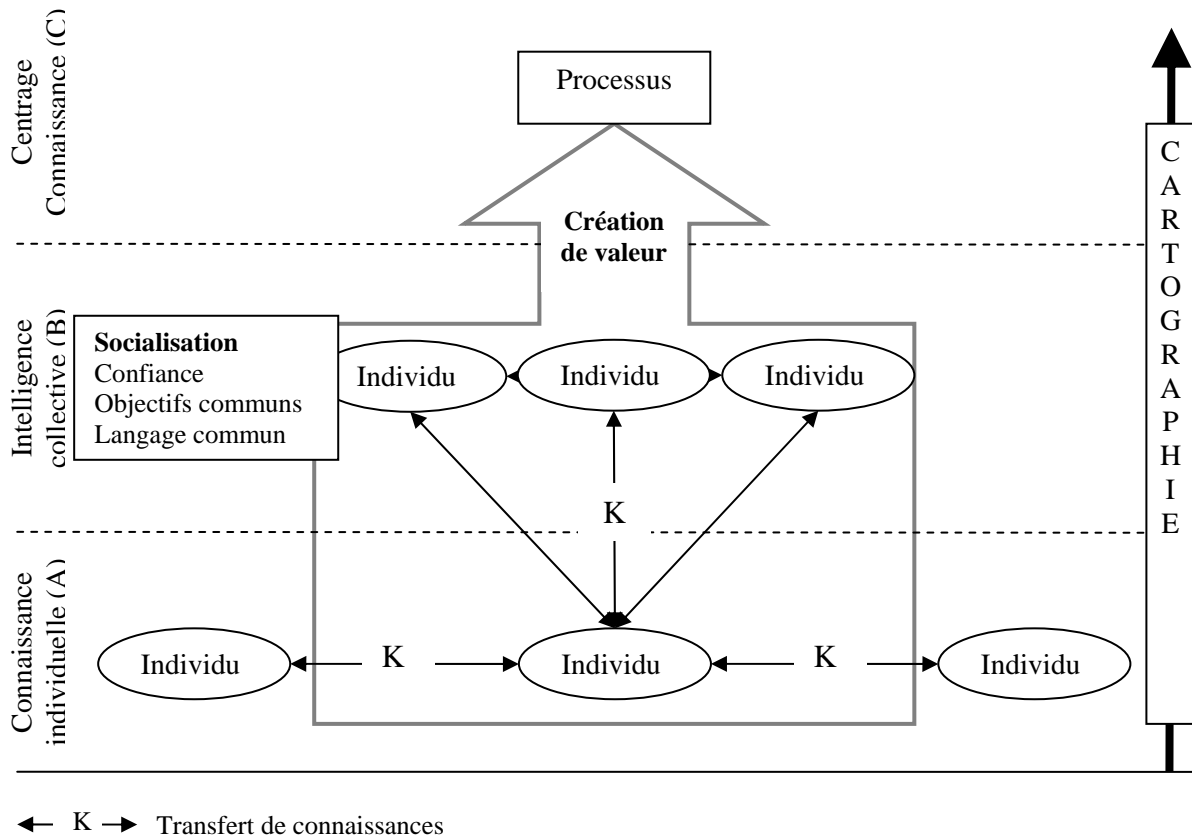 Centrage
Connaissance (C)
Processus
Création
de valeur
Intelligence
collective (B)
Socialisation
Confiance
Objectifs communs
Langage commun
Individu
Individu
Individu
K
Connaissance
individuelle (A)
Individu
K
Individu
K
Individu
CARTOGRAPHIE
K Transfert de connaissances